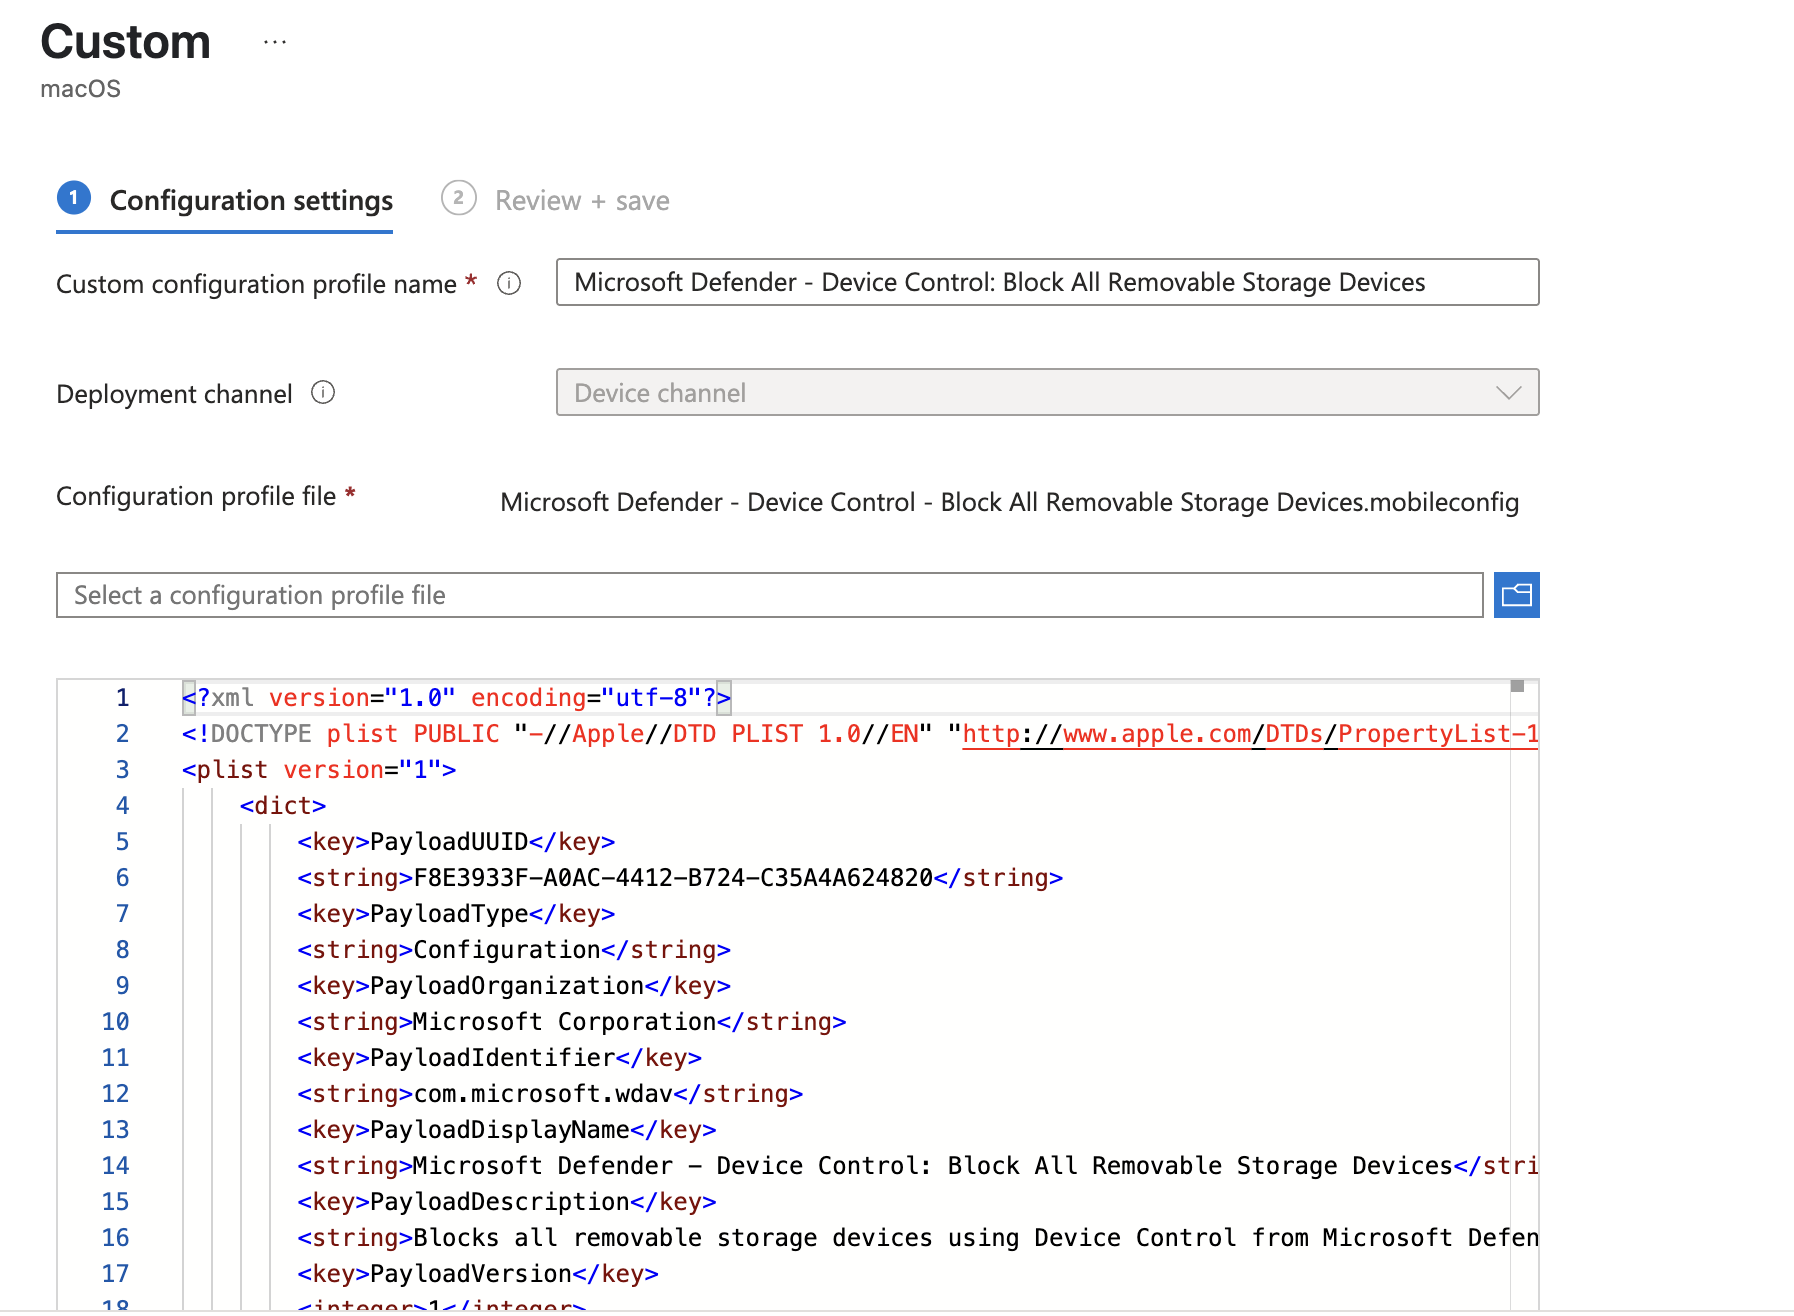 Custom ...
macOS
1 Configuration settings 2 Review + save
Custom configuration profile name * Microsoft Defender - Device Control: Block All Removable Storage Devices
Deployment channel Device channel
Configuration profile file * Microsoft Defender - Device Control - Block All Removable Storage Devices.mobileconfig
Select a configuration profile file
1 <?xml version="1.0" encoding="utf-8"?>
2 <!DOCTYPE plist PUBLIC "-//Apple//DTD PLIST 1.0//EN" "http://www.apple.com/DTDs/PropertyList-1
3 <plist version="1">
4 <dict>
5 <key>PayloadUUID</key>
6 <string>F8E3933F-A0AC-4412-B724-C35A4A624820</string>
7 <key>PayloadType</key>
8 <string>Configuration</string>
9 <key>PayloadOrganization</key>
10 <string>Microsoft Corporation</string>
11 <key>PayloadIdentifier</key>
12 <string>com.microsoft.wdav</string>
13 <key>PayloadDisplayName</key>
14 <string>Microsoft Defender - Device Control: Block All Removable Storage Devices</stri
15 <key>PayloadDescription</key>
16 <string>Blocks all removable storage devices using Device Control from Microsoft Defen
17 <key>PayloadVersion</key>
18 <integer>1</integer>